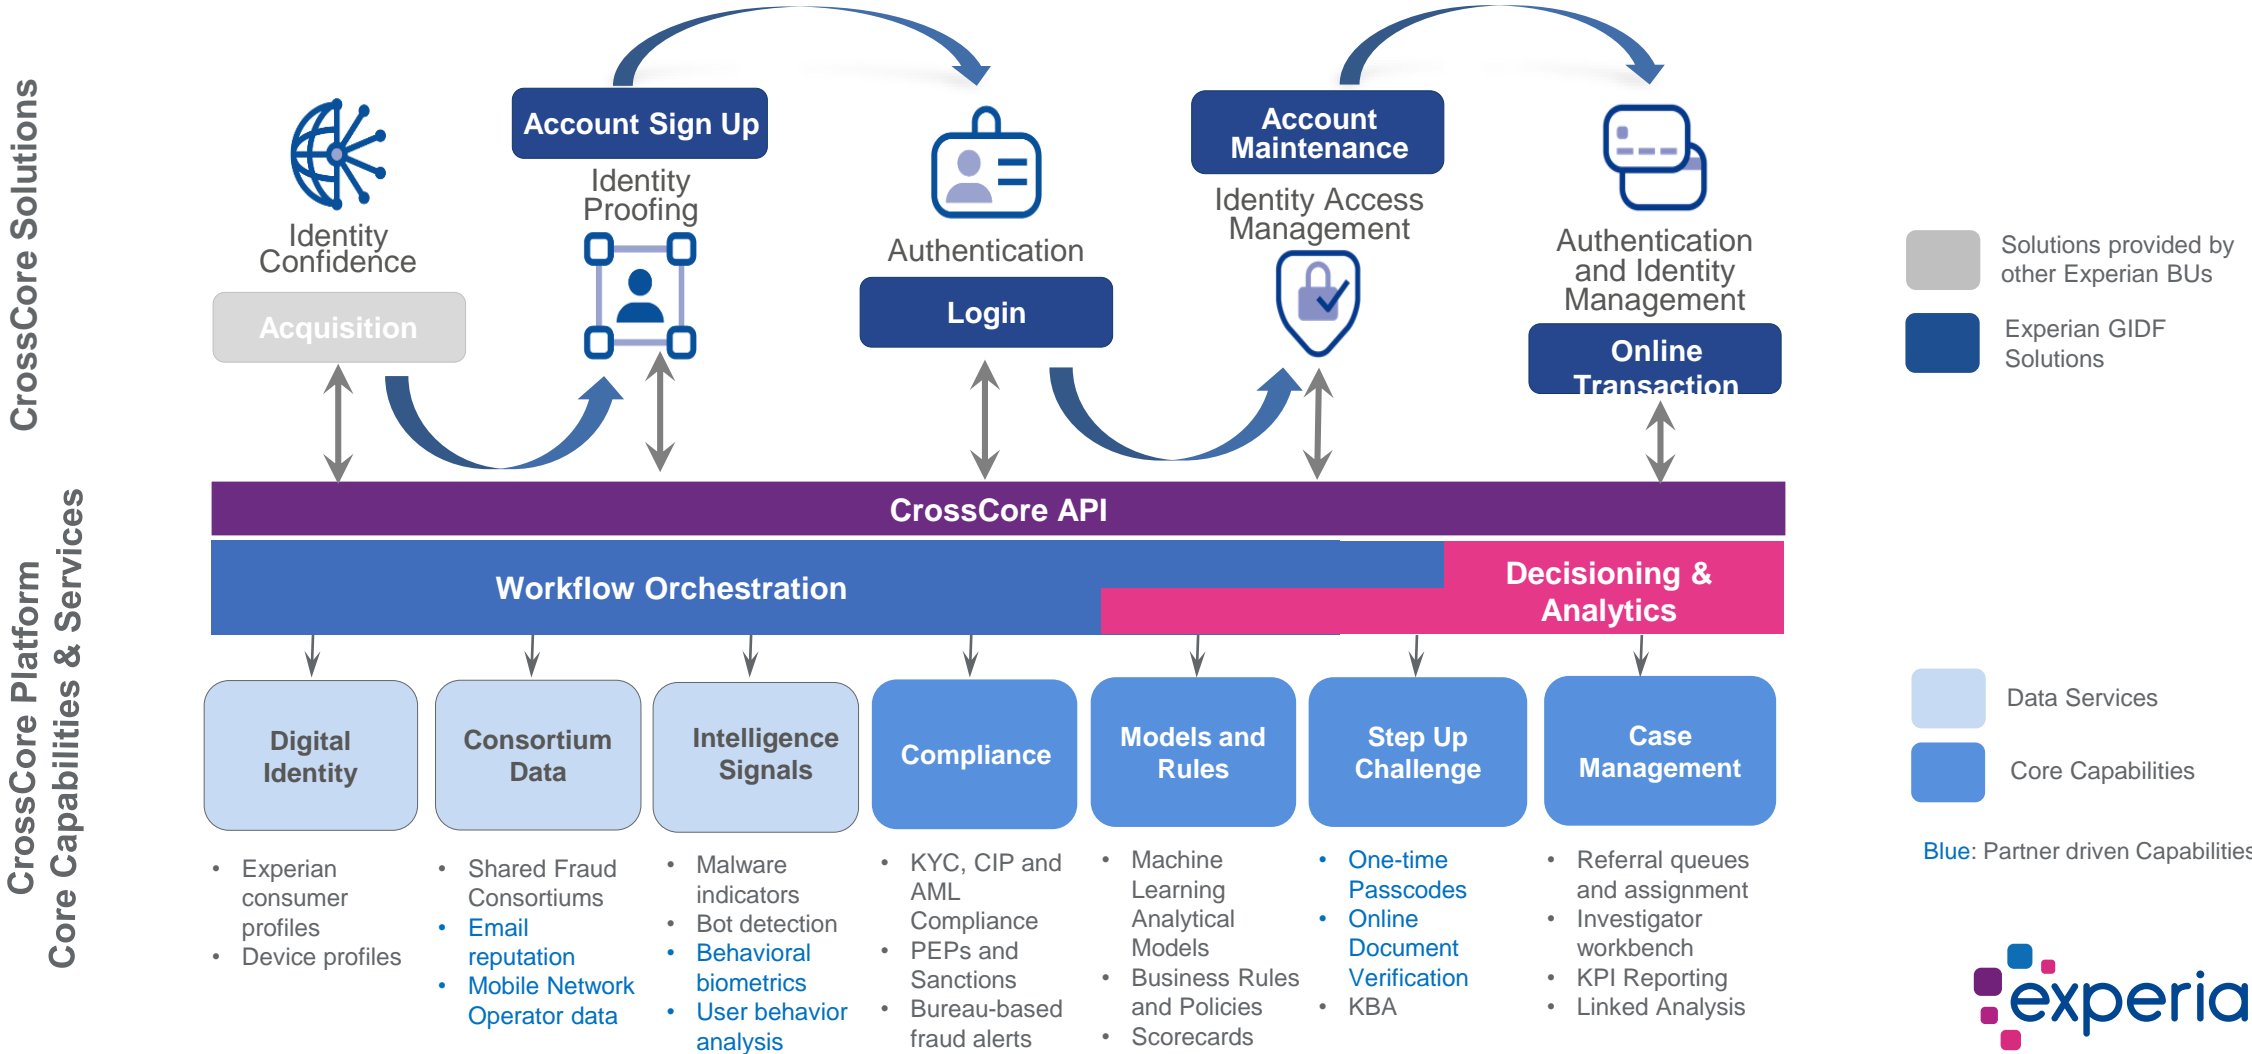 CrossCore Solutions
Identity
Confidence
Acquisition
Account Sign Up
Identity
Proofing
Authentication
Login
Account
Maintenance
Identity Access
Management
Authentication
and Identity
Management
Online
Transaction
Solutions provided by
other Experian BUs
Experian GIDF
Solutions
CrossCore Platform
Core Capabilities & Services
CrossCore API
Workflow Orchestration
Decisioning &
Analytics
Digital
Identity
• Experian
consumer
profiles
• Device profiles
Consortium
Data
• Shared Fraud
Consortiums
• Email
reputation
• Mobile Network
Operator data
Intelligence
Signals
• Malware
indicators
• Bot detection
• Behavioral
biometrics
• User behavior
analysis
Compliance
• KYC, CIP and
AML
Compliance
• PEPs and
Sanctions
• Bureau-based
fraud alerts
Models and
Rules
• Machine
Learning
Analytical
Models
• Business Rules
and Policies
• Scorecards
Step Up
Challenge
• One-time
Passcodes
• Online
Document
Verification
• KBA
Case
Management
• Referral queues
and assignment
• Investigator
workbench
• KPI Reporting
• Linked Analysis
Data Services
Core Capabilities
Blue: Partner driven Capabilities
experia